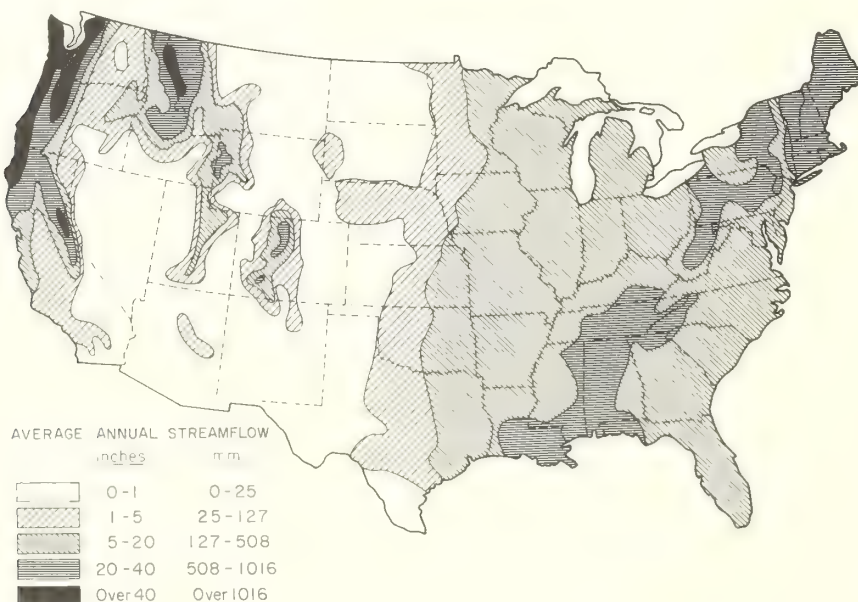 AVERAGE ANNUAL STREAMFLOW
inches mm
0-1 0-25
1-5 25-127
5-20 127-508
20-40 508-1016
Over 40 Over 1016